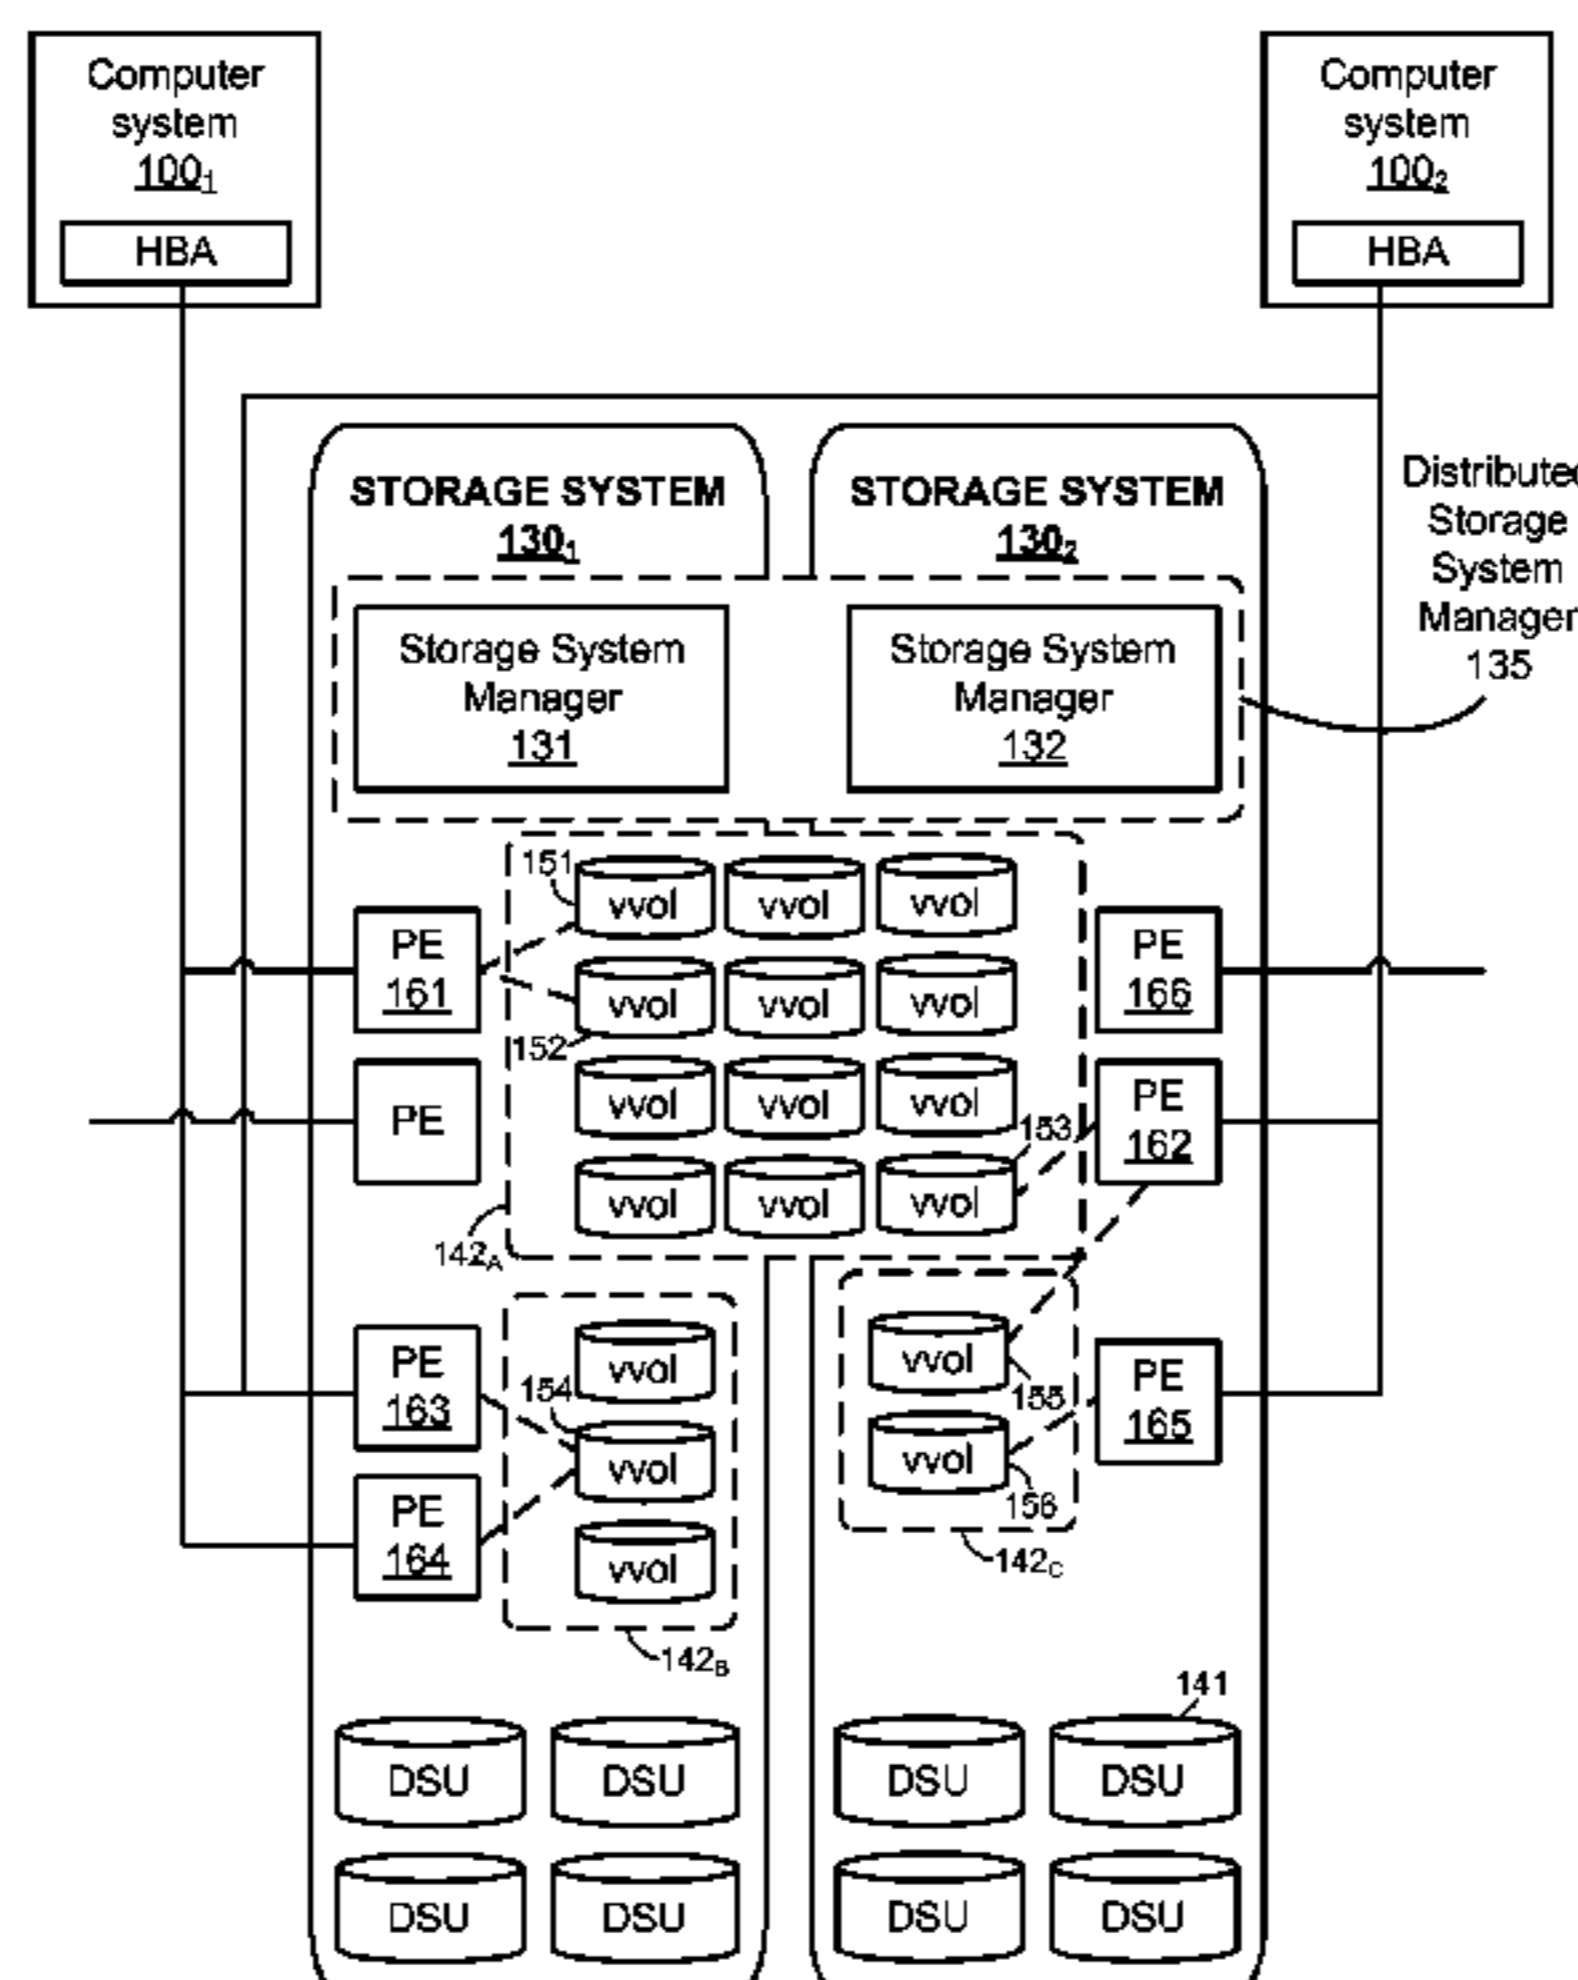 Computer
system
100₁
HBA
Computer
system
100₂
HBA
STORAGE SYSTEM
130₁
STORAGE SYSTEM
130₂
Distributed
Storage
System
Manager
135
Storage System
Manager
131
Storage System
Manager
132
151
vvol vvol vvol
PE
161
PE
166
152
vvol vvol vvol
PE
PE
162
vvol vvol vvol
153
vvol vvol vvol
142A
PE
163
154
vvol
vvol
vvol
PE
164
142B
vvol
155
vvol
156
PE
165
142C
141
DSU DSU DSU DSU
DSU DSU DSU DSU